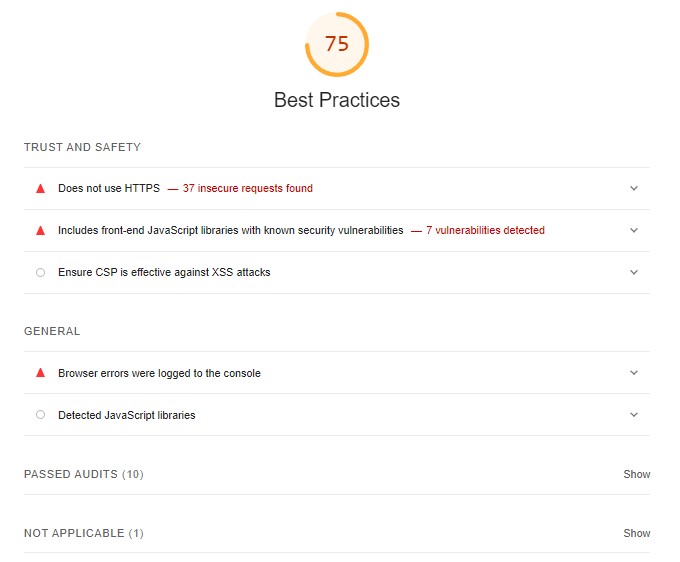 75
Best Practices
TRUST AND SAFETY
Does not use HTTPS — 37 insecure requests found
Includes front-end JavaScript libraries with known security vulnerabilities — 7 vulnerabilities detected
Ensure CSP is effective against XSS attacks
GENERAL
Browser errors were logged to the console
Detected JavaScript libraries
PASSED AUDITS (10) Show
NOT APPLICABLE (1) Show